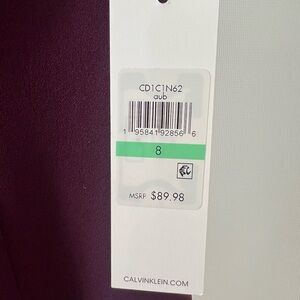 CD1C1N62
aub
1 95841 92856 6
8
MSRP $89.98
CALVINKLEIN.COM